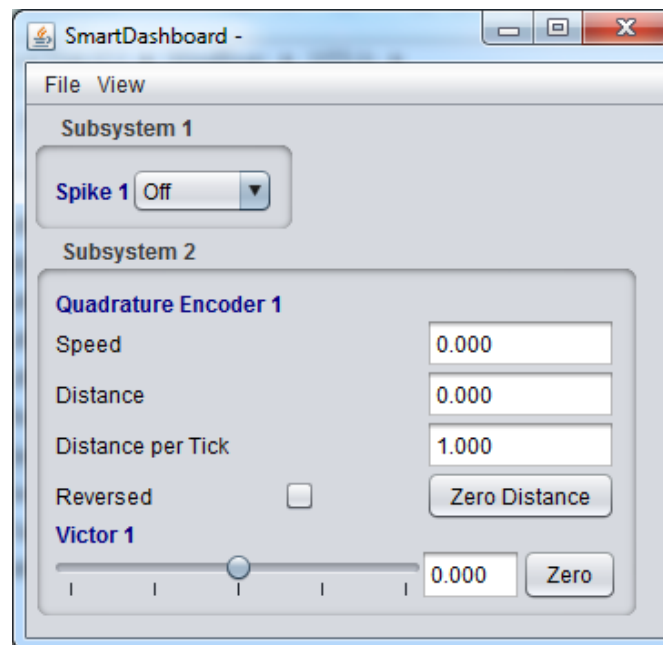 SmartDashboard -
File View
Subsystem 1
Spike 1 Off
Subsystem 2
Quadrature Encoder 1
Speed 0.000
Distance 0.000
Distance per Tick 1.000
Reversed Zero Distance
Victor 1
0.000 Zero